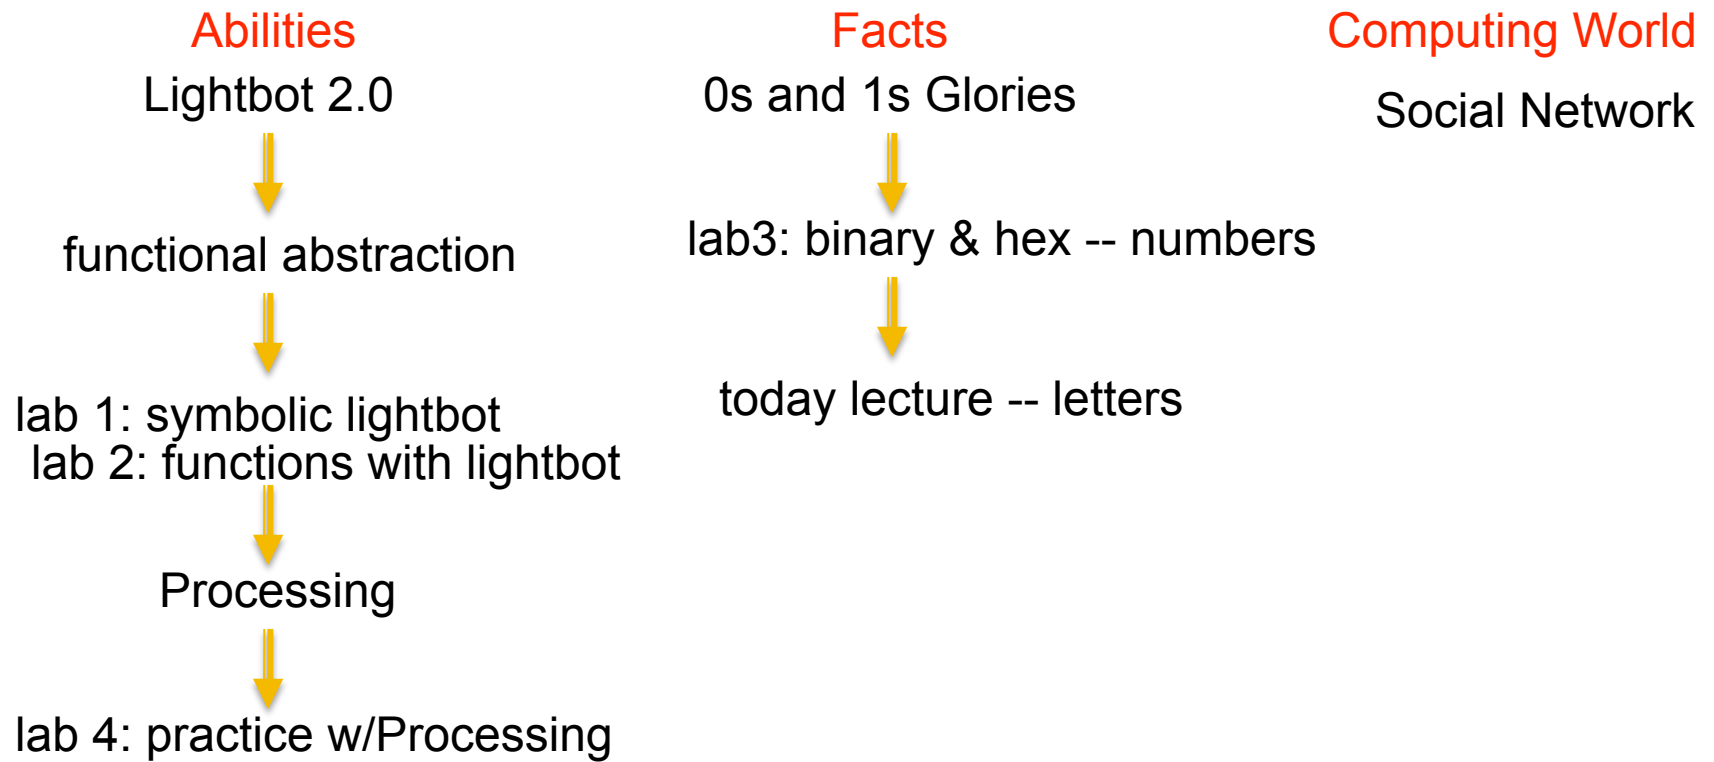 Abilities
Lightbot 2.0
functional abstraction
lab 1: symbolic lightbot
lab 2: functions with lightbot
Processing
lab 4: practice w/Processing
Facts
0s and 1s Glories
lab3: binary & hex -- numbers
today lecture -- letters
Computing World
Social Network